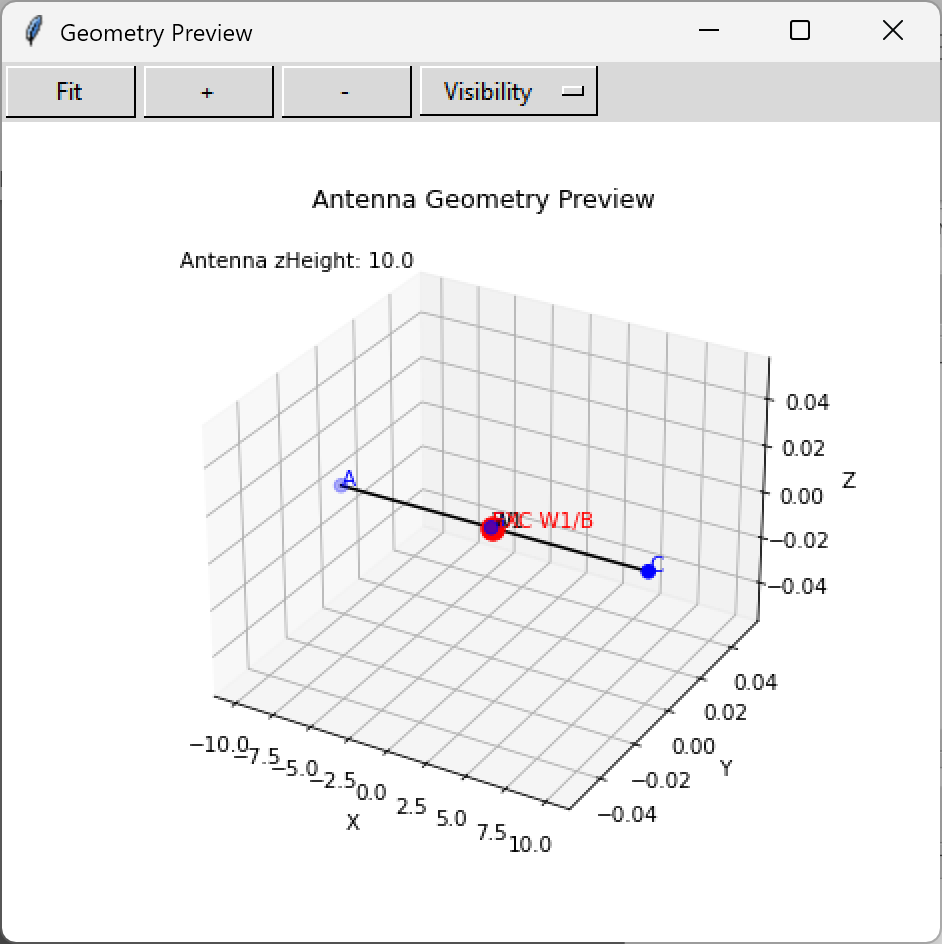 Geometry Preview
Fit + - Visibility
Antenna Geometry Preview
Antenna zHeight: 10.0
A
W1/B
C
0.04
0.02
0.00
−0.02
−0.04
Z
0.04
0.02
0.00
−0.02
−0.04
Y
−10.0
−7.5
−5.0
−2.5
0.0
2.5
5.0
7.5
10.0
X